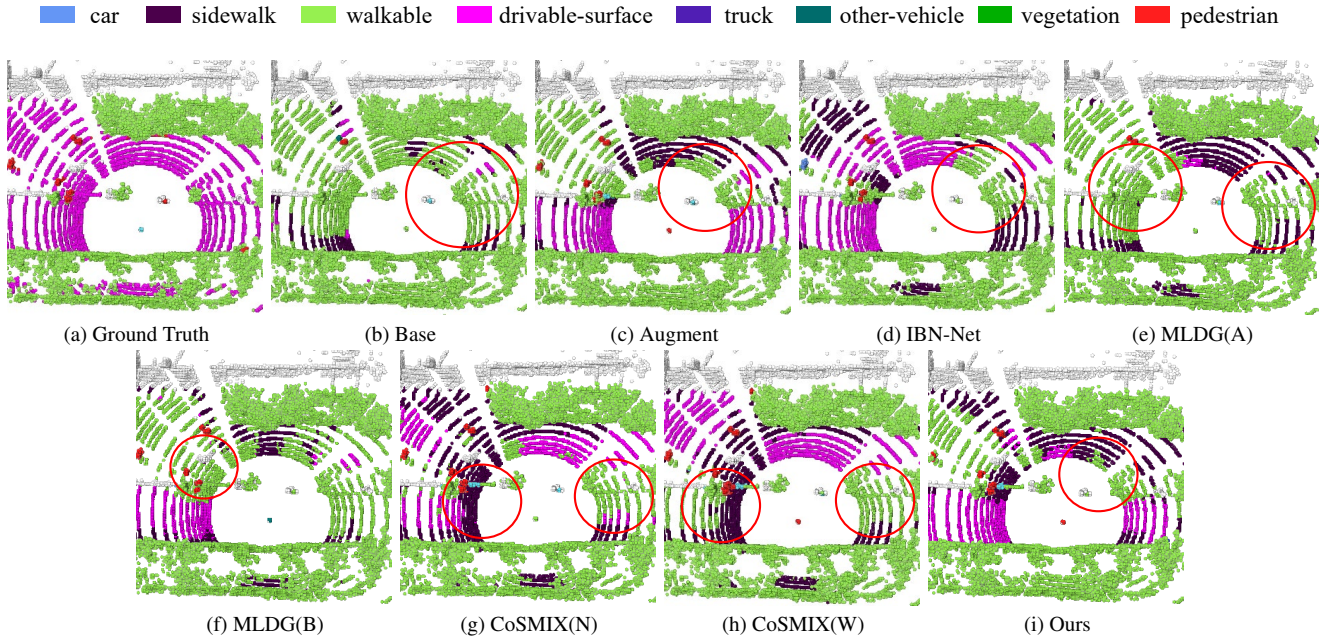 car sidewalk walkable drivable-surface truck other-vehicle vegetation pedestrian
(a) Ground Truth (b) Base (c) Augment (d) IBN-Net (e) MLDG(A)
(f) MLDG(B) (g) CoSMIX(N) (h) CoSMIX(W) (i) Ours